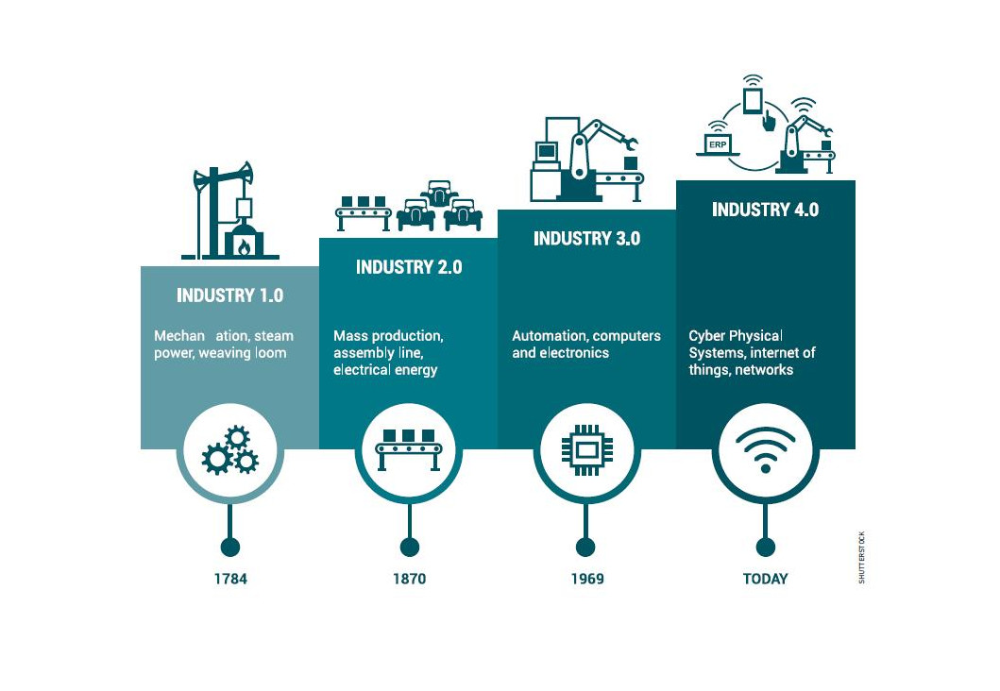 ERP
INDUSTRY 1.0
Mechan ation, steam
power, weaving loom
1784
INDUSTRY 2.0
Mass production,
assembly line,
electrical energy
1870
INDUSTRY 3.0
Automation, computers
and electronics
1969
INDUSTRY 4.0
Cyber Physical
Systems, internet of
things, networks
TODAY
SHUTTERSTOCK